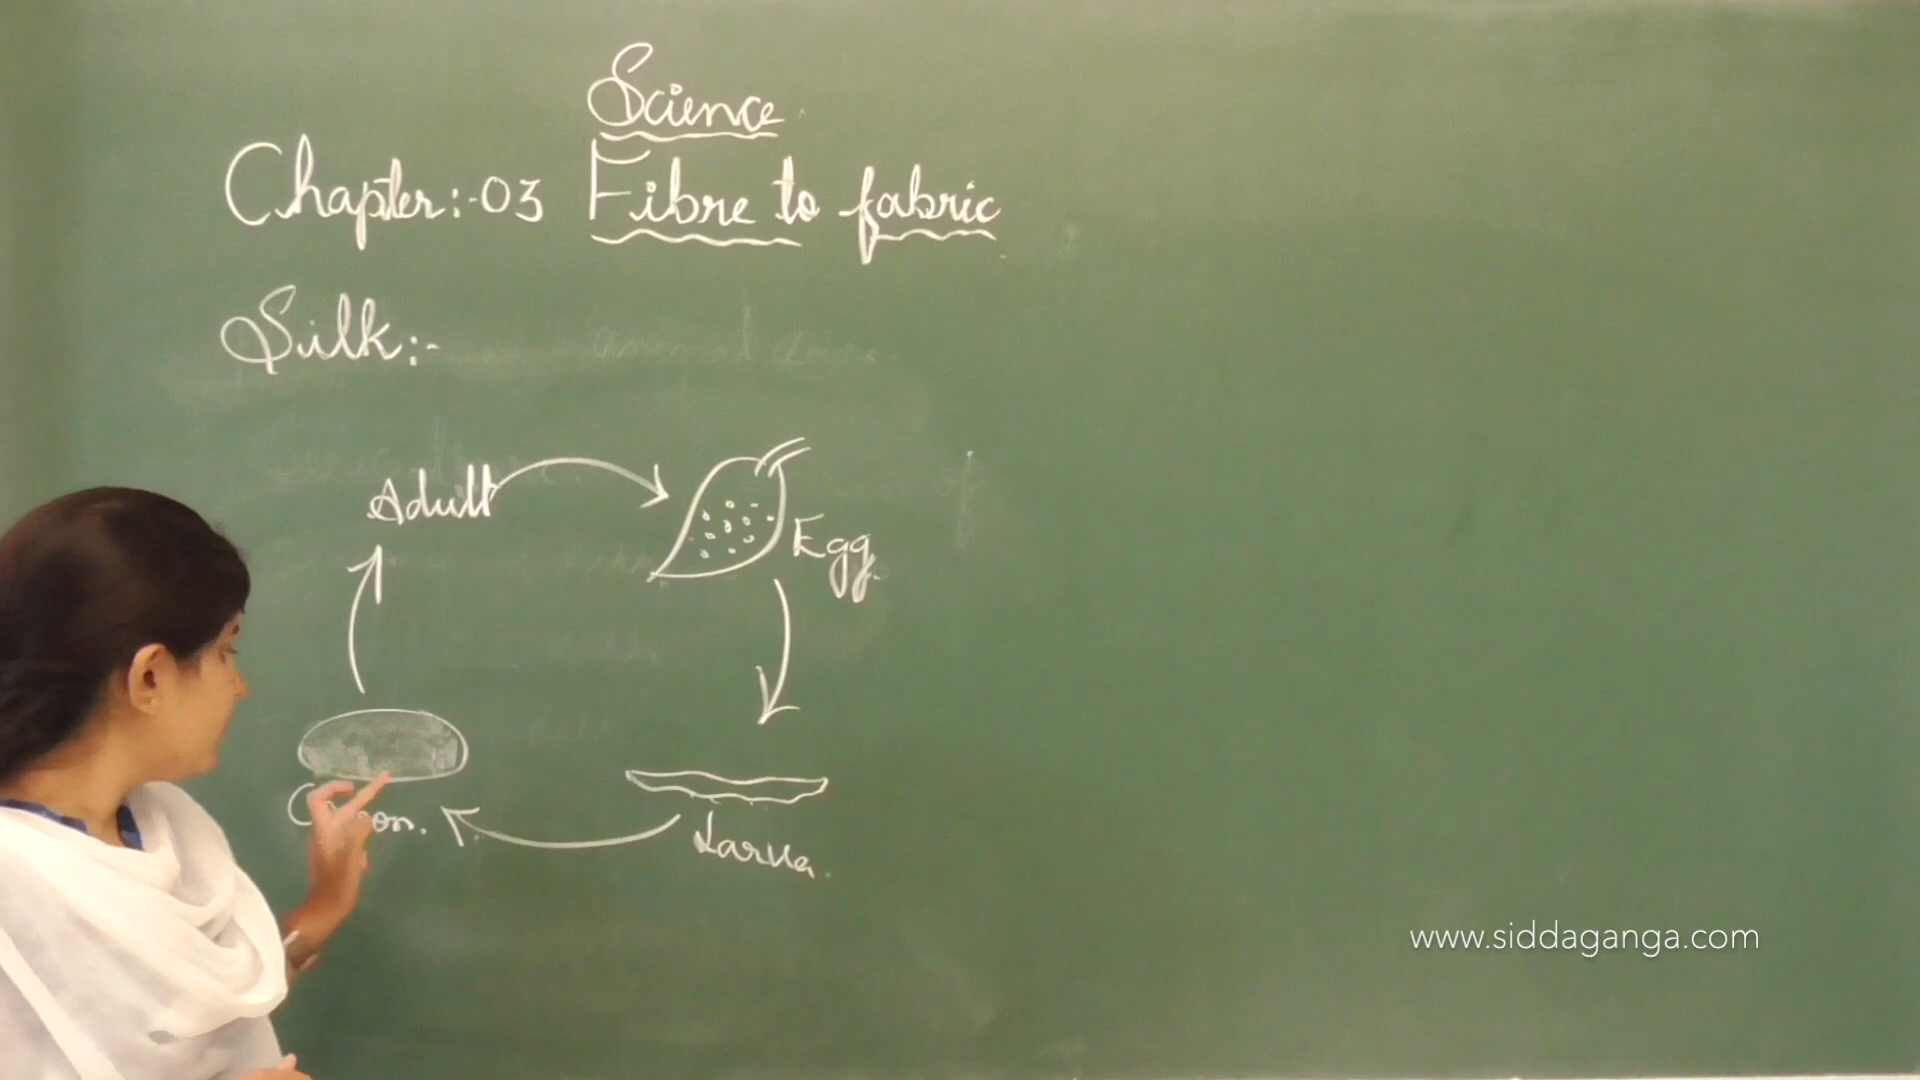 Science
Chapter:-03 Fibre to fabric
Silk:-
Adult
Egg.
Larva.
www.siddaganga.com